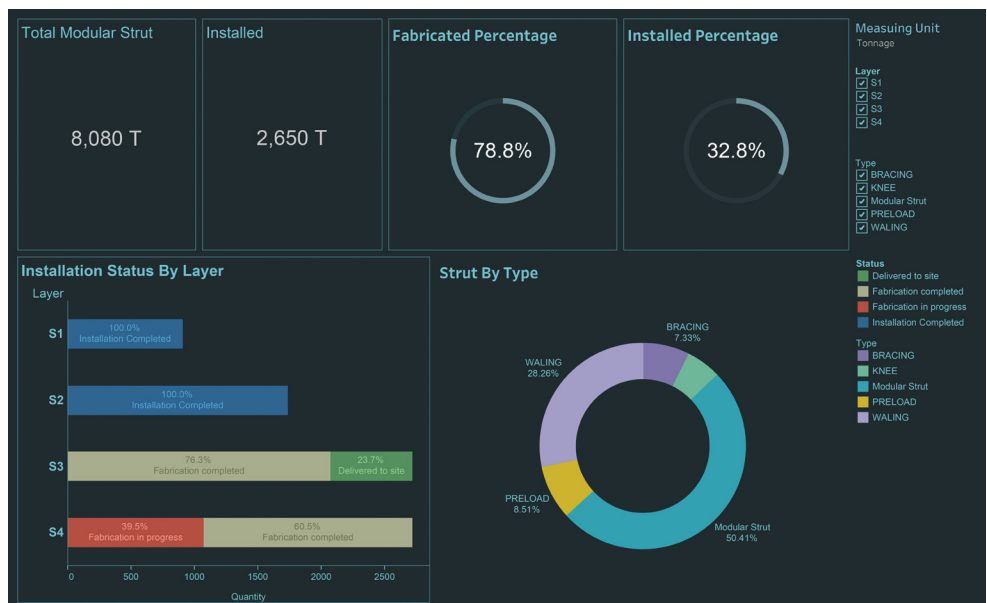 Total Modular Strut
8,080 T
Installed
2,650 T
Fabricated Percentage
78.8%
Installed Percentage
32.8%
Measuing Unit
Tonnage
Layer
S1
S2
S3
S4
Type
BRACING
KNEE
Modular Strut
PRELOAD
WALING
Installation Status By Layer
Layer
S1
100.0%
Installation Completed
S2
100.0%
Installation Completed
S3
76.3%
Fabrication completed
23.7%
Delivered to site
S4
39.5%
Fabrication in progress
60.5%
Fabrication completed
0
500
1000
1500
2000
2500
Quantity
Strut By Type
BRACING
7.33%
WALING
28.26%
PRELOAD
8.51%
Modular Strut
50.41%
Status
Delivered to site
Fabrication completed
Fabrication in progress
Installation Completed
Type
BRACING
KNEE
Modular Strut
PRELOAD
WALING